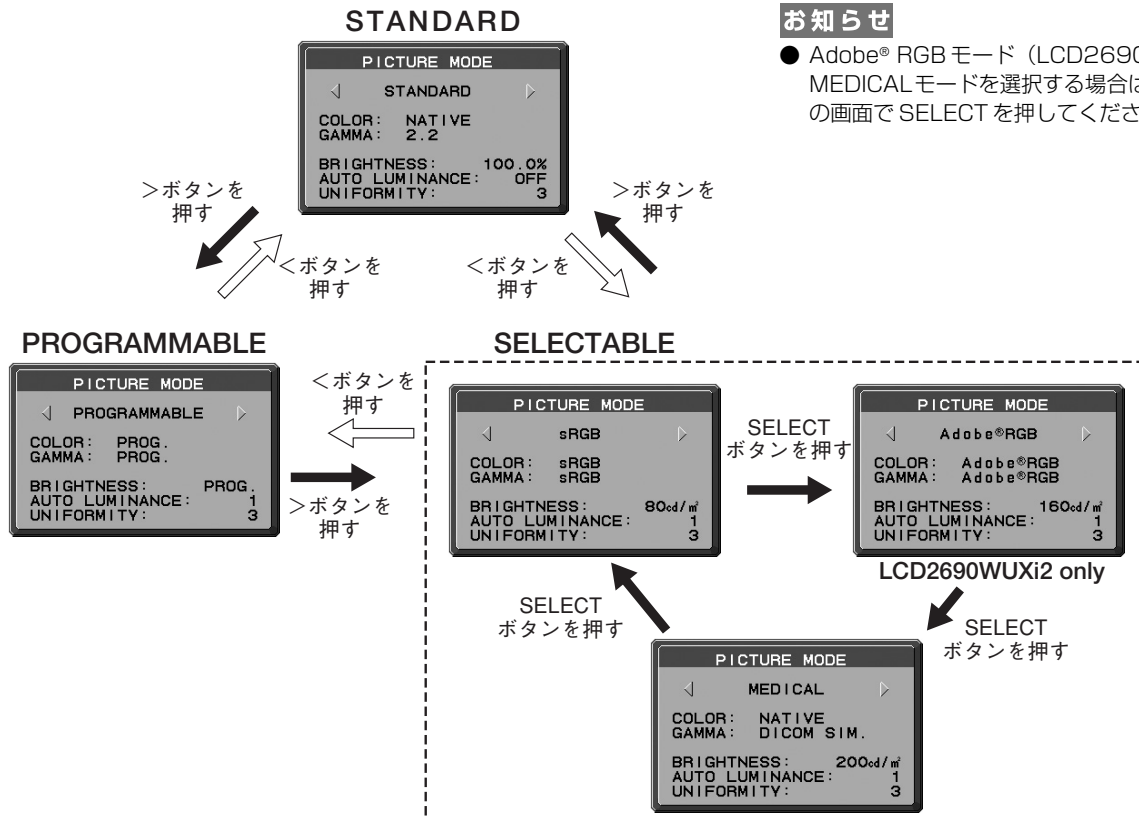 STANDARD
PICTURE MODE
STANDARD
COLOR: NATIVE
GAMMA: 2.2
BRIGHTNESS: 100.0%
AUTO LUMINANCE: OFF
UNIFORMITY: 3
お知らせ
● Adobe® RGBモード（LCD2690
MEDICALモードを選択する場合は
の画面で SELECT を押してくださ
＞ボタンを
押す
＜ボタンを
押す
＜ボタンを
押す
＞ボタンを
押す
PROGRAMMABLE
PICTURE MODE
PROGRAMMABLE
COLOR: PROG.
GAMMA: PROG.
BRIGHTNESS: PROG.
AUTO LUMINANCE: 1
UNIFORMITY: 3
＜ボタンを
押す
＞ボタンを
押す
SELECTABLE
PICTURE MODE
sRGB
COLOR: sRGB
GAMMA: sRGB
BRIGHTNESS: 80cd/㎡
AUTO LUMINANCE: 1
UNIFORMITY: 3
SELECT
ボタンを押す
PICTURE MODE
Adobe®RGB
COLOR: Adobe®RGB
GAMMA: Adobe®RGB
BRIGHTNESS: 160cd/㎡
AUTO LUMINANCE: 1
UNIFORMITY: 3
LCD2690WUXi2 only
SELECT
ボタンを押す
SELECT
ボタンを押す
PICTURE MODE
MEDICAL
COLOR: NATIVE
GAMMA: DICOM SIM.
BRIGHTNESS: 200cd/㎡
AUTO LUMINANCE: 1
UNIFORMITY: 3